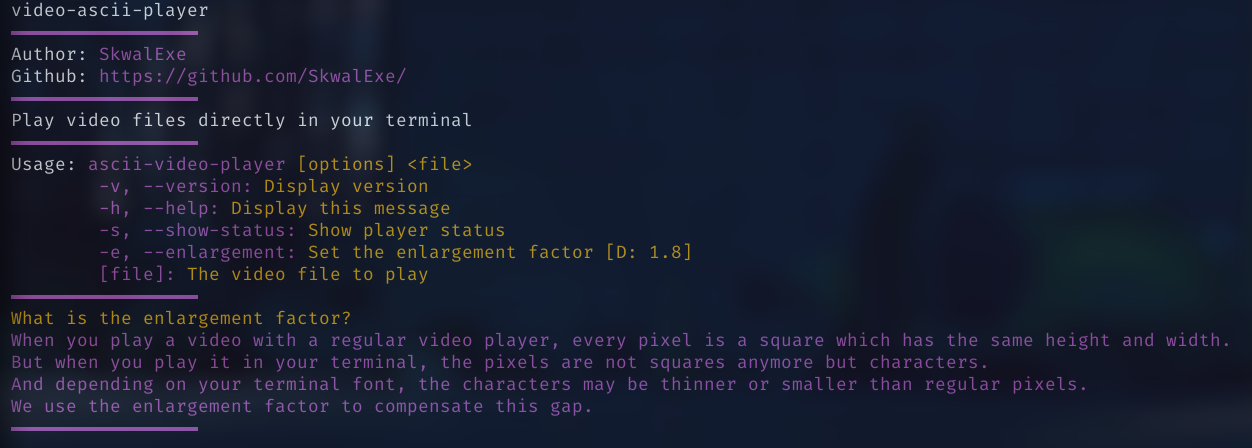 video-ascii-player
Author: SkwalExe
Github: https://github.com/SkwalExe/
Play video files directly in your terminal
Usage: ascii-video-player [options] <file>
-v, --version: Display version
-h, --help: Display this message
-s, --show-status: Show player status
-e, --enlargement: Set the enlargement factor [D: 1.8]
[file]: The video file to play
What is the enlargement factor?
When you play a video with a regular video player, every pixel is a square which has the same height and width.
But when you play it in your terminal, the pixels are not squares anymore but characters.
And depending on your terminal font, the characters may be thinner or smaller than regular pixels.
We use the enlargement factor to compensate this gap.